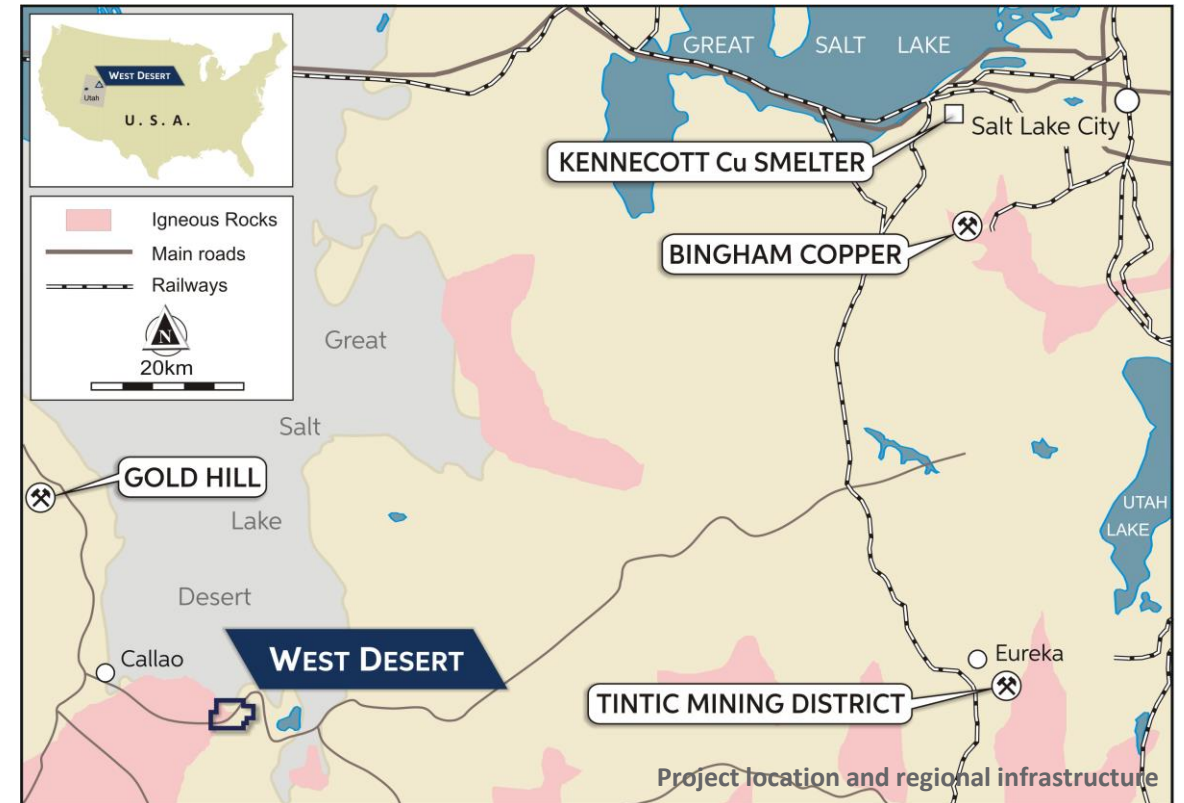 WEST DESERT
Utah
U. S. A.
Igneous Rocks
Main roads
Railways
N
20km
GREAT SALT LAKE
Salt Lake City
KENNECOTT Cu SMELTER
BINGHAM COPPER
Great
Salt
Lake
Desert
GOLD HILL
UTAH
LAKE
Callao
WEST DESERT
Eureka
TINTIC MINING DISTRICT
Project location and regional infrastructure